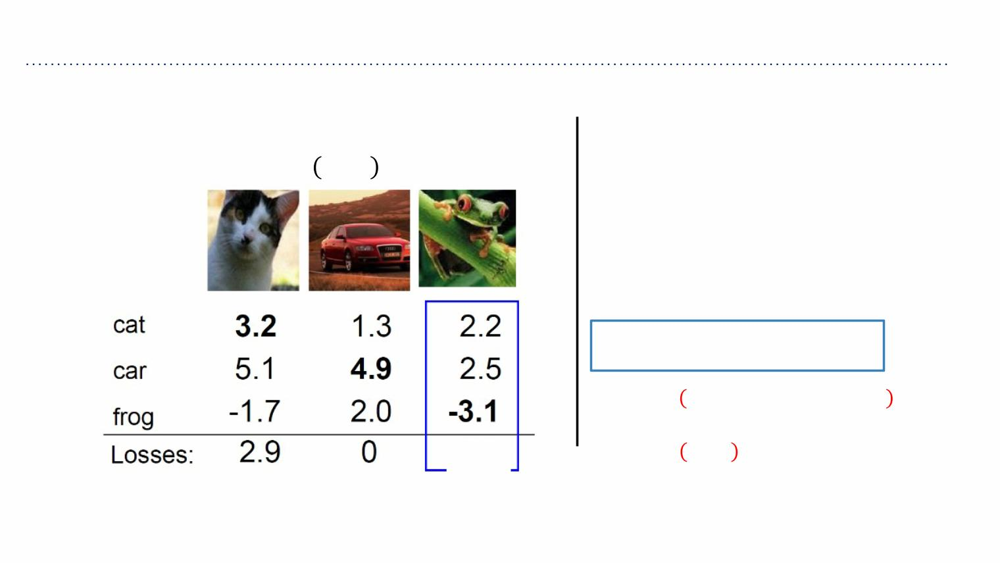 ( )
cat 3.2 1.3 2.2
car 5.1 4.9 2.5
frog -1.7 2.0 -3.1
Losses: 2.9 0
( )
( )